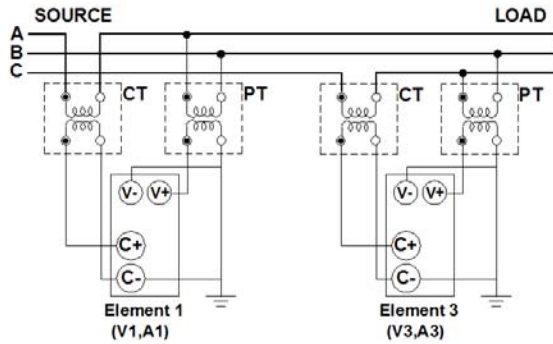 SOURCE LOAD
A
B
C
CT PT CT PT
V- V+ V- V+
C+ C+
C- C-
Element 1 Element 3
(V1,A1) (V3,A3)